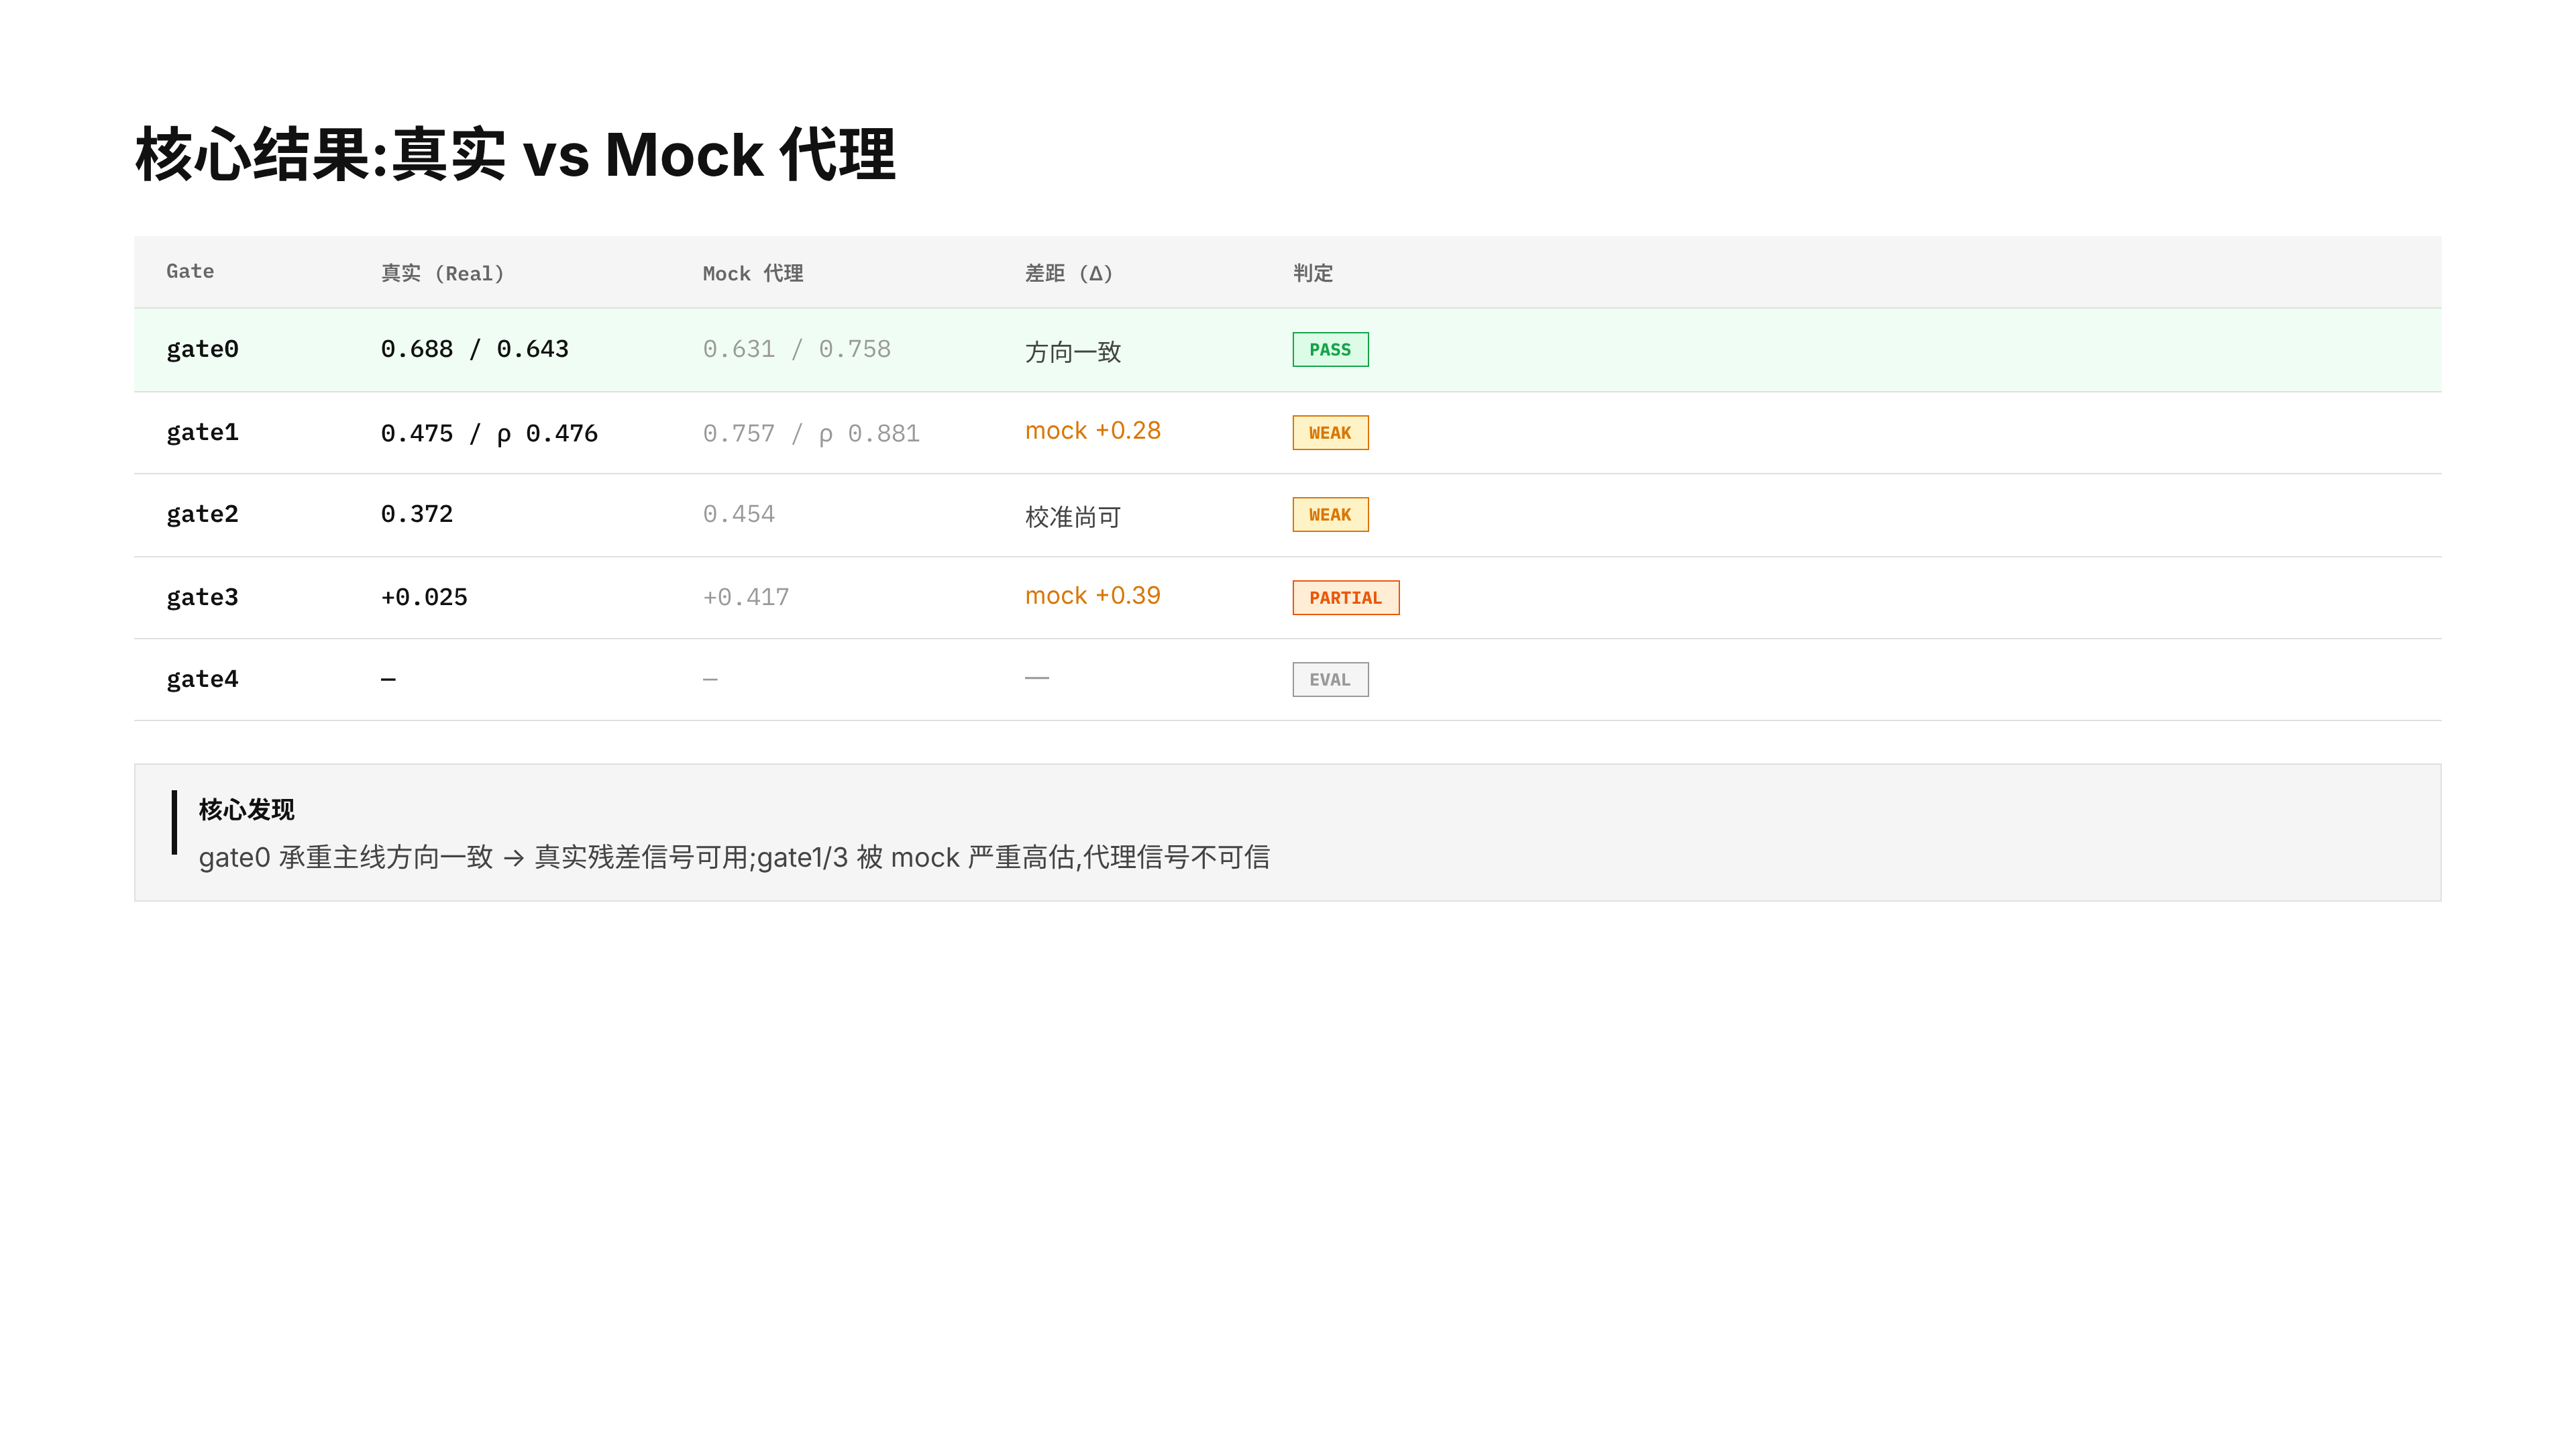 核心结果:真实 vs Mock 代理
Gate 真实 (Real) Mock 代理 差距 (Δ) 判定
gate0 0.688 / 0.643 0.631 / 0.758 方向一致 PASS
gate1 0.475 / ρ 0.476 0.757 / ρ 0.881 mock +0.28 WEAK
gate2 0.372 0.454 校准尚可 WEAK
gate3 +0.025 +0.417 mock +0.39 PARTIAL
gate4 — — — EVAL
核心发现
gate0 承重主线方向一致 → 真实残差信号可用;gate1/3 被 mock 严重高估,代理信号不可信